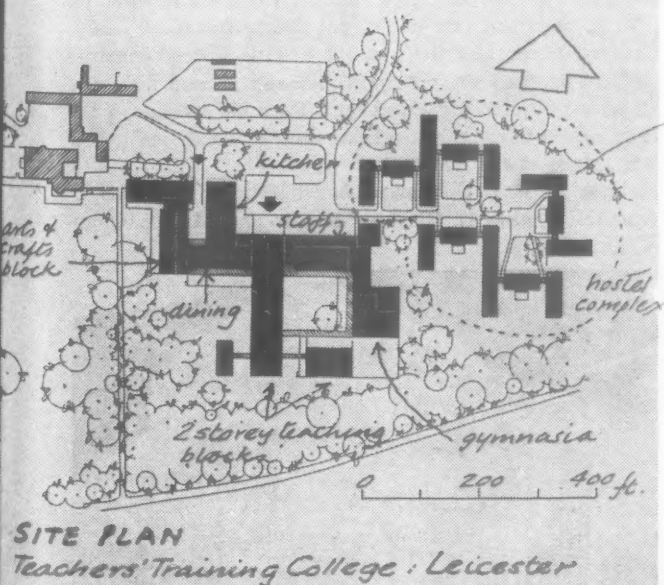 kitchen
staff
arts &
crafts
block
dining
hostel
complex
2 storey teaching
block
gymnasia
0 200 400 ft.
SITE PLAN
Teachers' Training College : Leicester